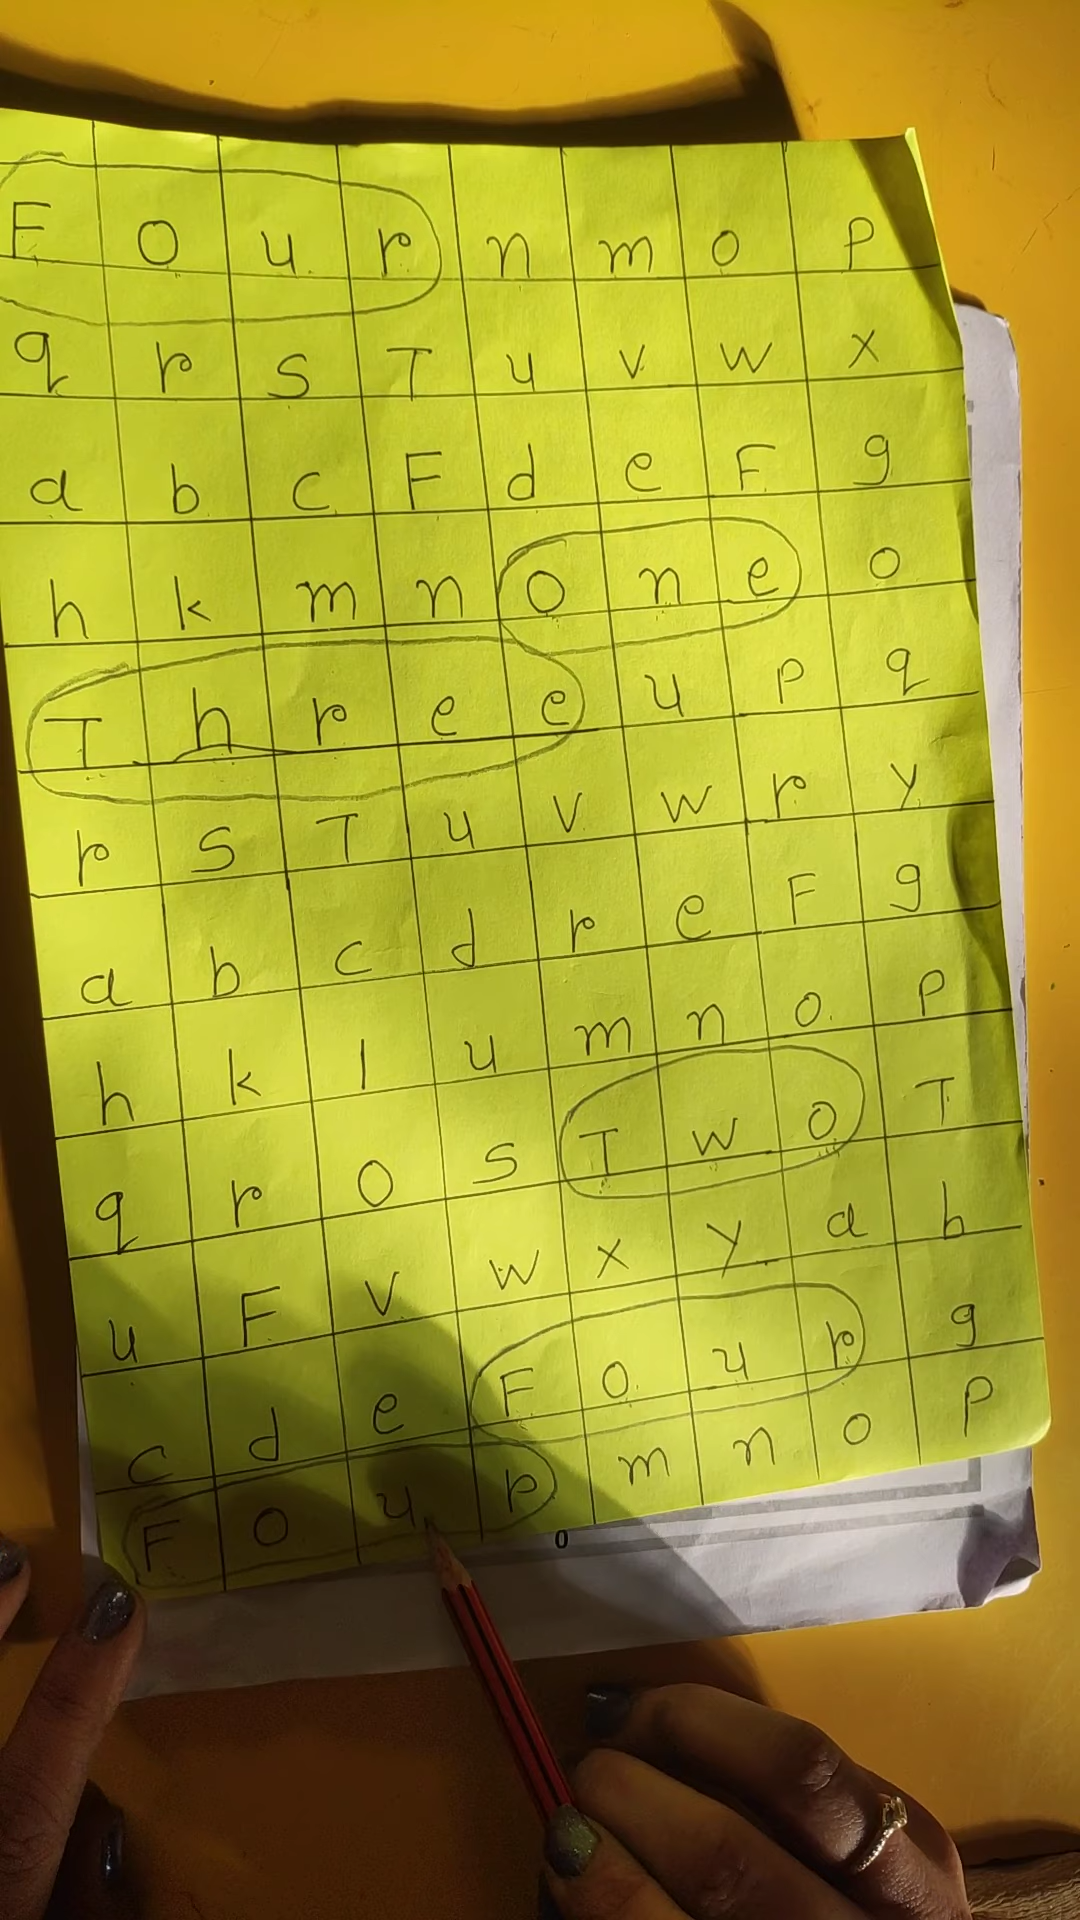 F o u r n m o p
q r s T u v w x
a b c F d e F g
h k m n o n e o
T h r e e u p q
r s T u v w r y
a b c d r e F g
h k l u m n o p
q r o s T w o T
u F v w x y a b
c d e F o u r g
F o u r m n o p
0